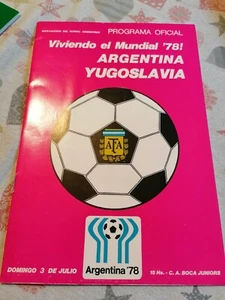 PROGRAMA OFICIAL
Viviendo el Mundial '78!
ARGENTINA
YUGOSLAVIA
AFA
Argentina '78
DOMINGO 3 DE JULIO
10 Hs. - C. A. BOCA JUNIORS